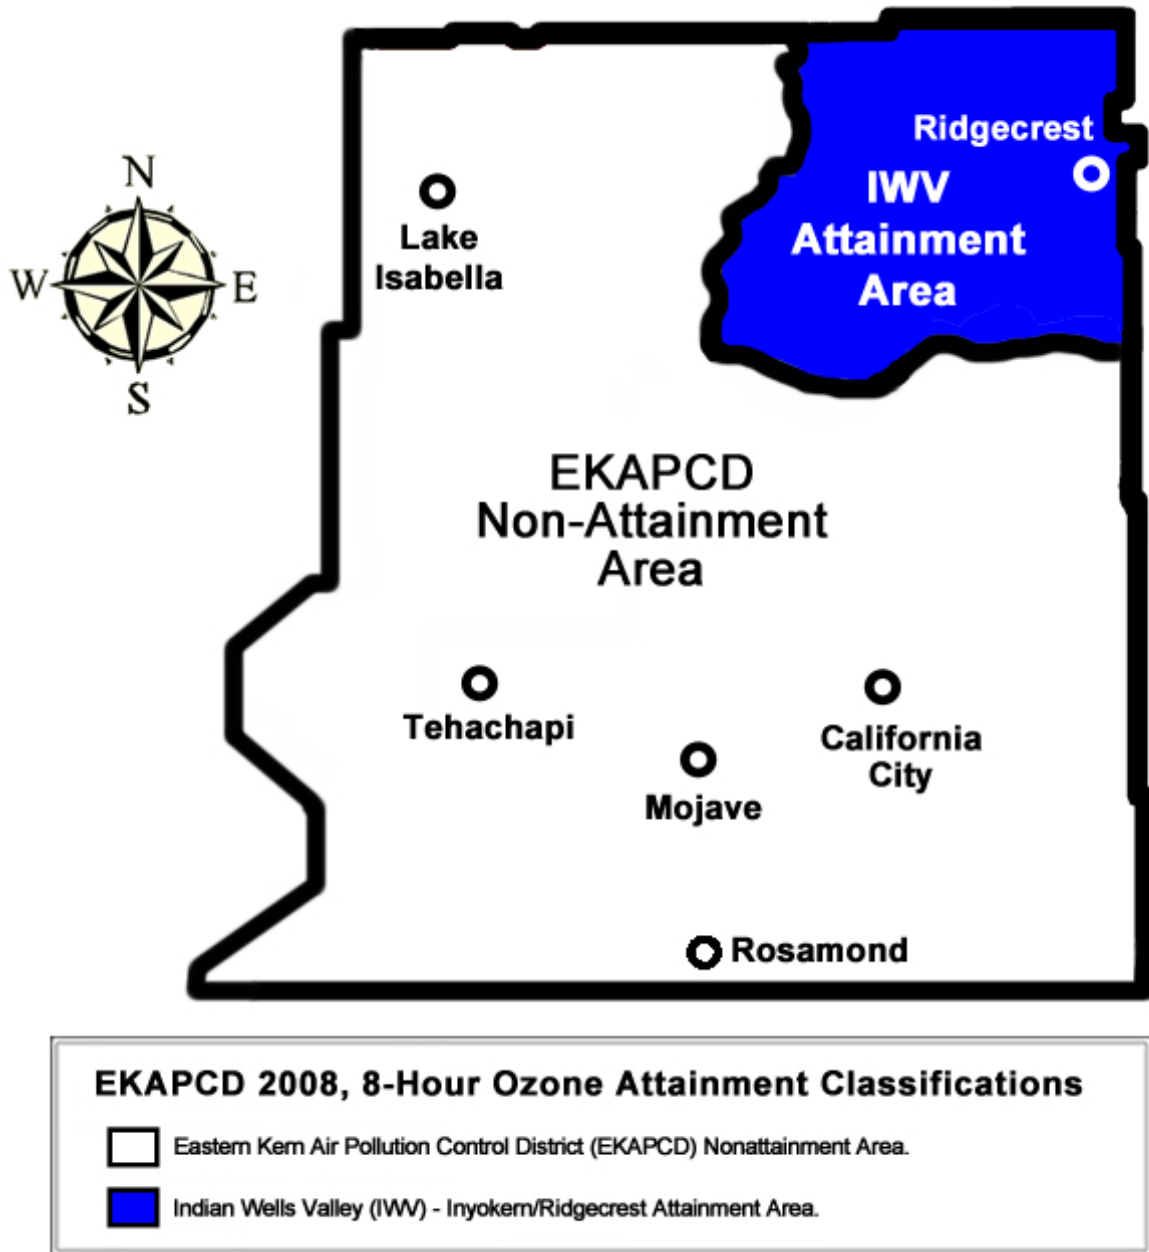 Ridgecrest
IWV
Attainment
Area
N
W
E
S
Lake
Isabella
EKAPCD
Non-Attainment
Area
Tehachapi
California
City
Mojave
Rosamond
EKAPCD 2008, 8-Hour Ozone Attainment Classifications
Eastern Kern Air Pollution Control District (EKAPCD) Nonattainment Area.
Indian Wells Valley (IWV) - Inyokern/Ridgecrest Attainment Area.